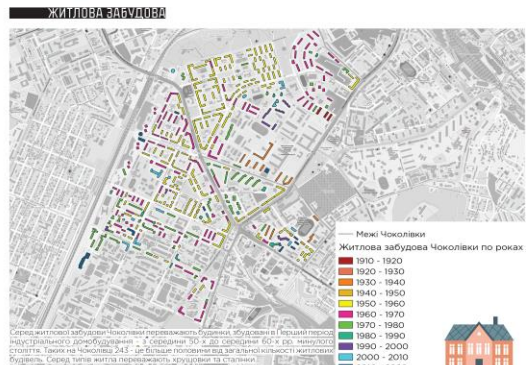 ЖИТЛОВА ЗАБУДОВА
Межі Чоколівки
Житлова забудова Чоколівки по роках
1910 - 1920
1920 - 1930
1930 - 1940
1940 - 1950
1950 - 1960
1960 - 1970
1970 - 1980
1980 - 1990
1990 - 2000
2000 - 2010
Серед житлової забудови Чоколівки переважають будинки, збудовані в Перший період
індустріального домобудування - з середини 50-х до середини 60-х рр. минулого
століття. Таких на Чоколівці 243 - це більше половини від загальної кількості житлових
будівель. Серед типів житла переважають хрущовки та сталінки.